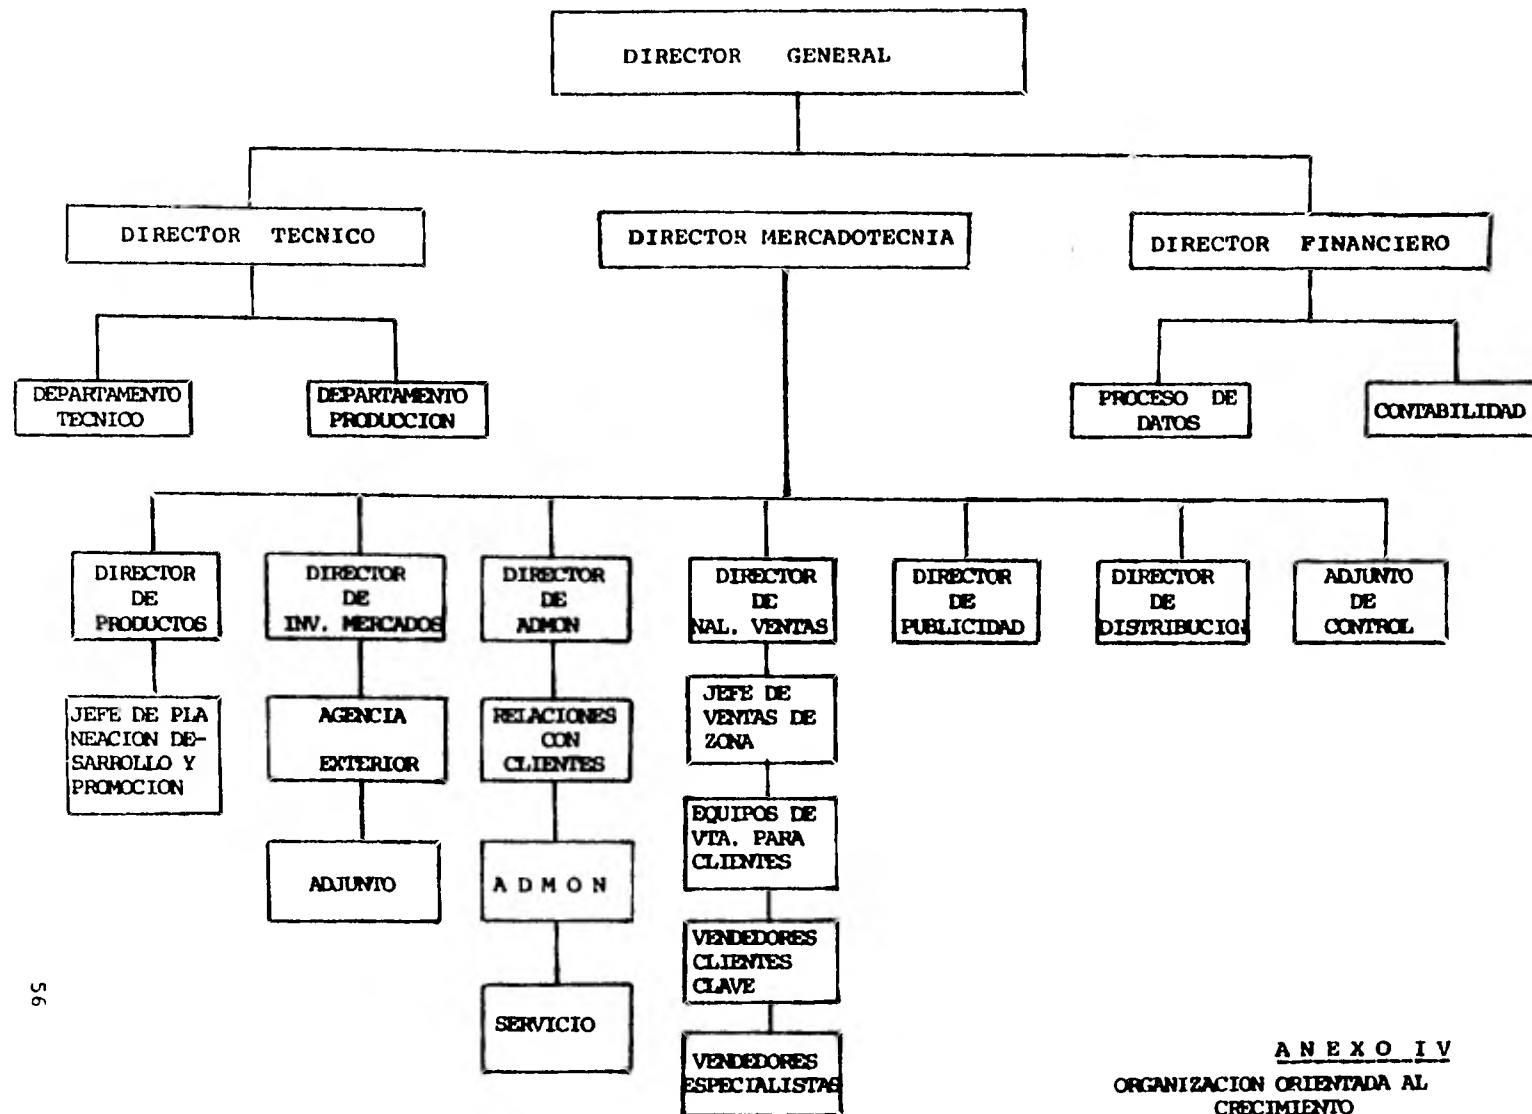 DIRECTOR GENERAL
DIRECTOR TECNICO
DIRECTOR MERCADOTECNIA
DIRECTOR FINANCIERO
DEPARTAMENTO
TECNICO
DEPARTAMENTO
PRODUCCION
PROCESO DE
DATOS
CONTABILIDAD
DIRECTOR
DE
PRODUCTOS
DIRECTOR
DE
INV. MERCADOS
DIRECTOR
DE
ADMON
DIRECTOR
DE
NAL. VENTAS
DIRECTOR
DE
PUBLICIDAD
DIRECTOR
DE
DISTRIBUCION
ADJUNTO
DE
CONTROL
JEFE DE PLA
NEACION DE-
SARROLLO Y
PROMOCION
AGENCIA
EXTERIOR
ADJUNTO
RELACIONES
CON
CLIENTES
A D M O N
SERVICIO
JEFE DE
VENTAS DE
ZONA
EQUIPOS DE
VTA. PARA
CLIENTES
VENDEDORES
CLIENTES
CLAVE
VENDEDORES
ESPECIALISTAS
56
A N E X O I V
ORGANIZACION ORIENTADA AL
CRECIMIENTO